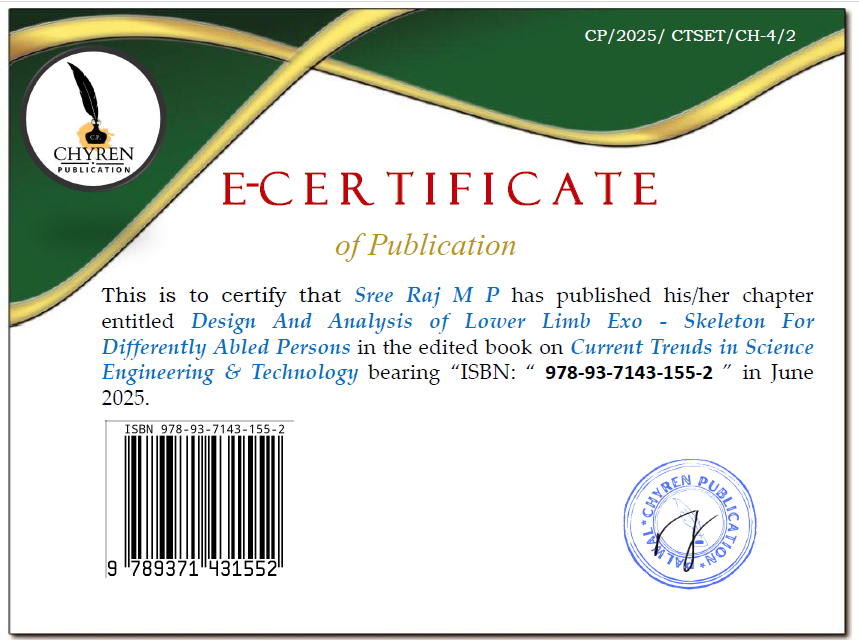 CP/2025/ CTSET/CH-4/2
C.P.
CHYREN
PUBLICATION
E-CERTIFICATE
of Publication
This is to certify that Sree Raj M P has published his/her chapter
entitled Design And Analysis of Lower Limb Exo - Skeleton For
Differently Abled Persons in the edited book on Current Trends in Science
Engineering & Technology bearing “ISBN: “ 978-93-7143-155-2 ” in June
2025.
ISBN 978-93-7143-155-2
9 789371 431552
*CHYREN PUBLICATION* PALWAL